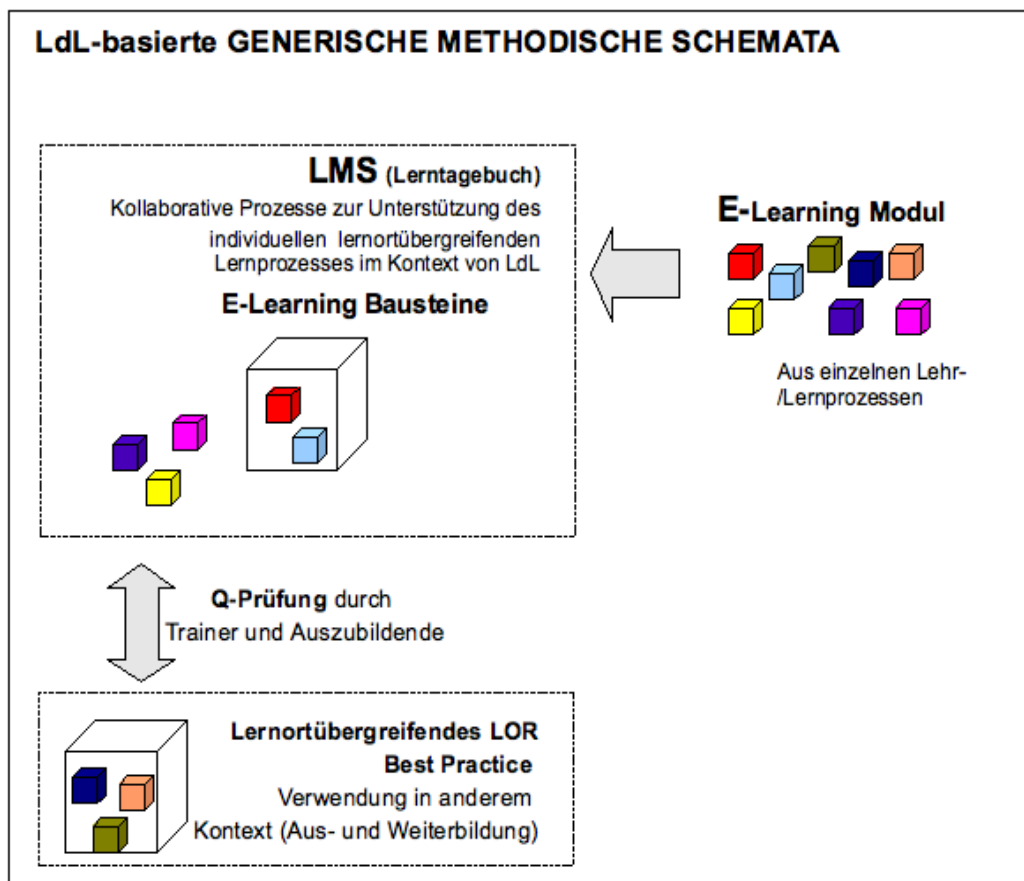 LdL-basierte GENERISCHE METHODISCHE SCHEMATA
LMS (Lerntagebuch)
Kollaborative Prozesse zur Unterstützung des
individuellen lernortübergreifenden
Lernprozesses im Kontext von LdL
E-Learning Bausteine
E-Learning Modul
Aus einzelnen Lehr-
/Lernprozessen
Q-Prüfung durch
Trainer und Auszubildende
Lernortübergreifendes LOR
Best Practice
Verwendung in anderem
Kontext (Aus- und Weiterbildung)